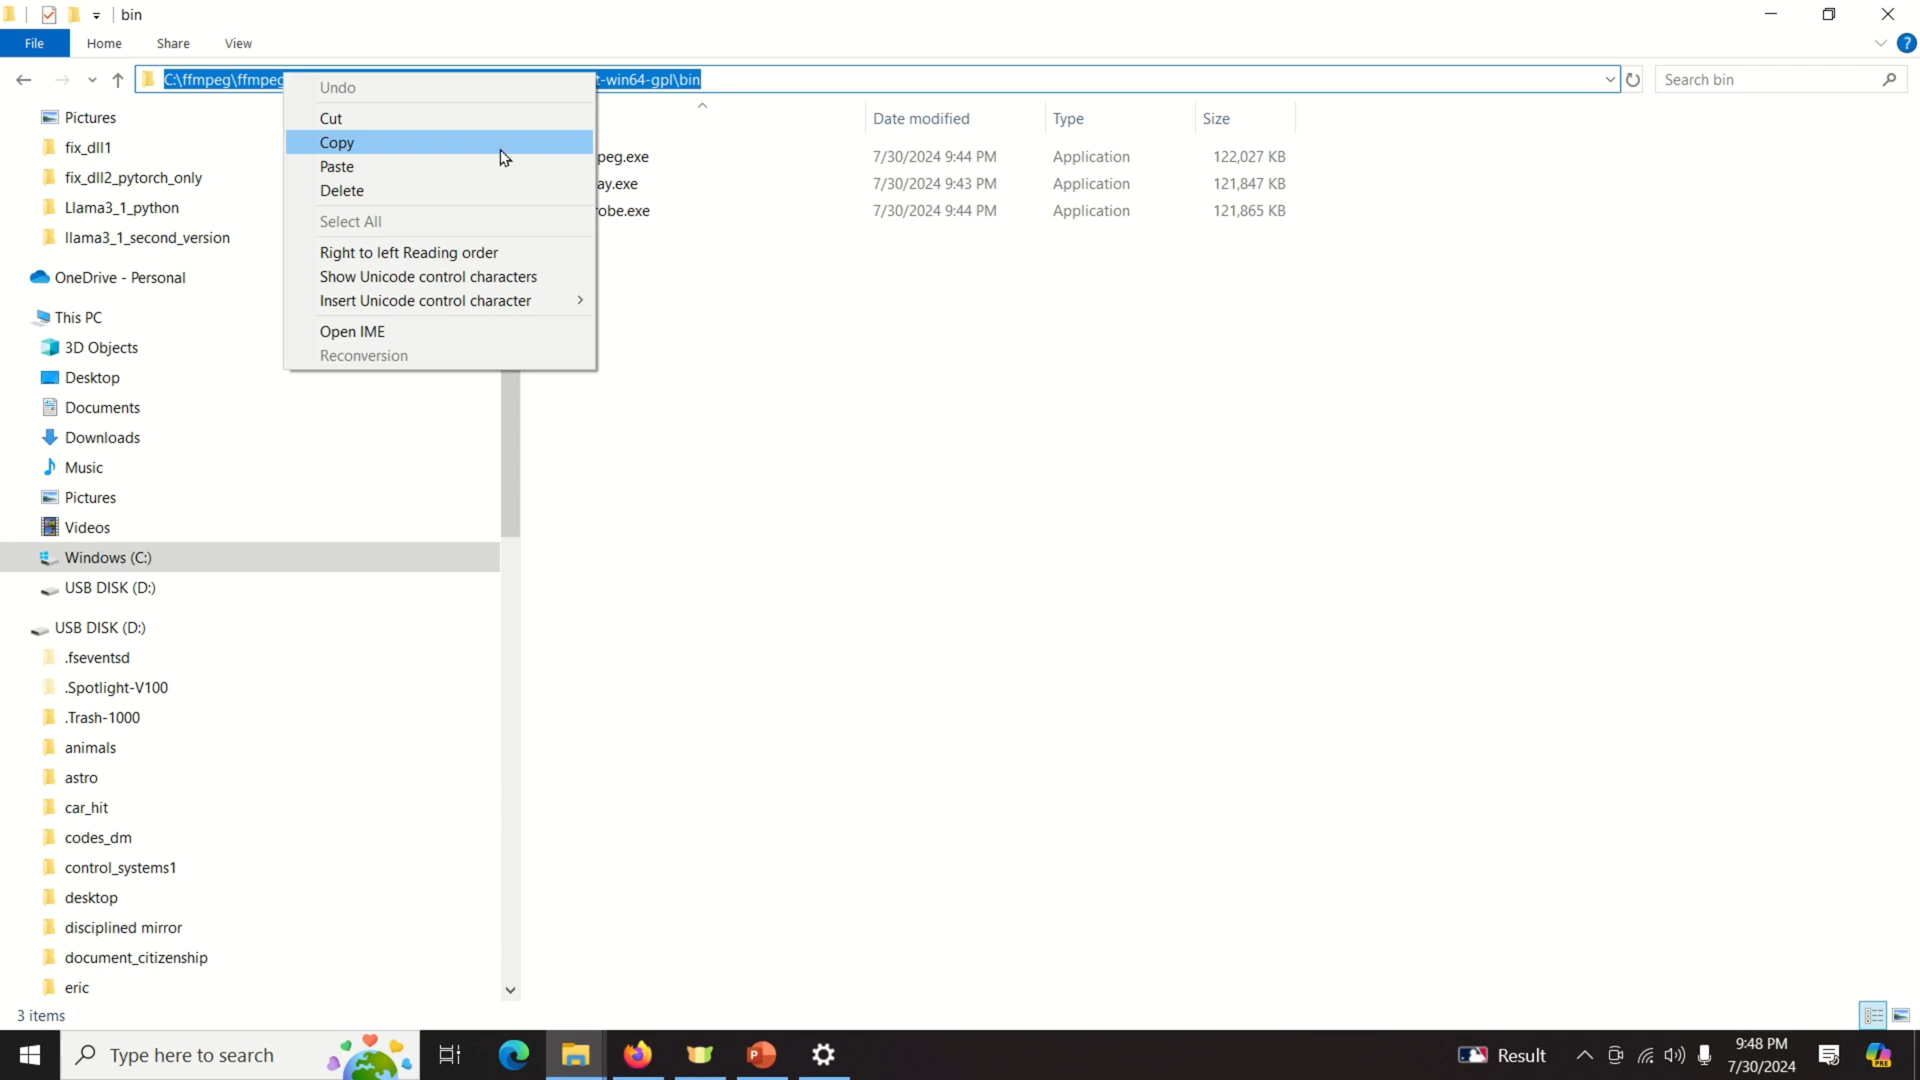 bin
File
Home
Share
View
C:\ffmpeg\ffmpeg
t-win64-gpl\bin
Search bin
Undo
Cut
Copy
Paste
Delete
Select All
Right to left Reading order
Show Unicode control characters
Insert Unicode control character
Open IME
Reconversion
Date modified
Type
Size
peg.exe
7/30/2024 9:44 PM
Application
122,027 KB
ay.exe
7/30/2024 9:43 PM
Application
121,847 KB
robe.exe
7/30/2024 9:44 PM
Application
121,865 KB
Pictures
fix_dll1
fix_dll2_pytorch_only
Llama3_1_python
llama3_1_second_version
OneDrive - Personal
This PC
3D Objects
Desktop
Documents
Downloads
Music
Pictures
Videos
Windows (C:)
USB DISK (D:)
USB DISK (D:)
.fseventsd
.Spotlight-V100
.Trash-1000
animals
astro
car_hit
codes_dm
control_systems1
desktop
disciplined mirror
document_citizenship
eric
3 items
Type here to search
Result
9:48 PM
7/30/2024